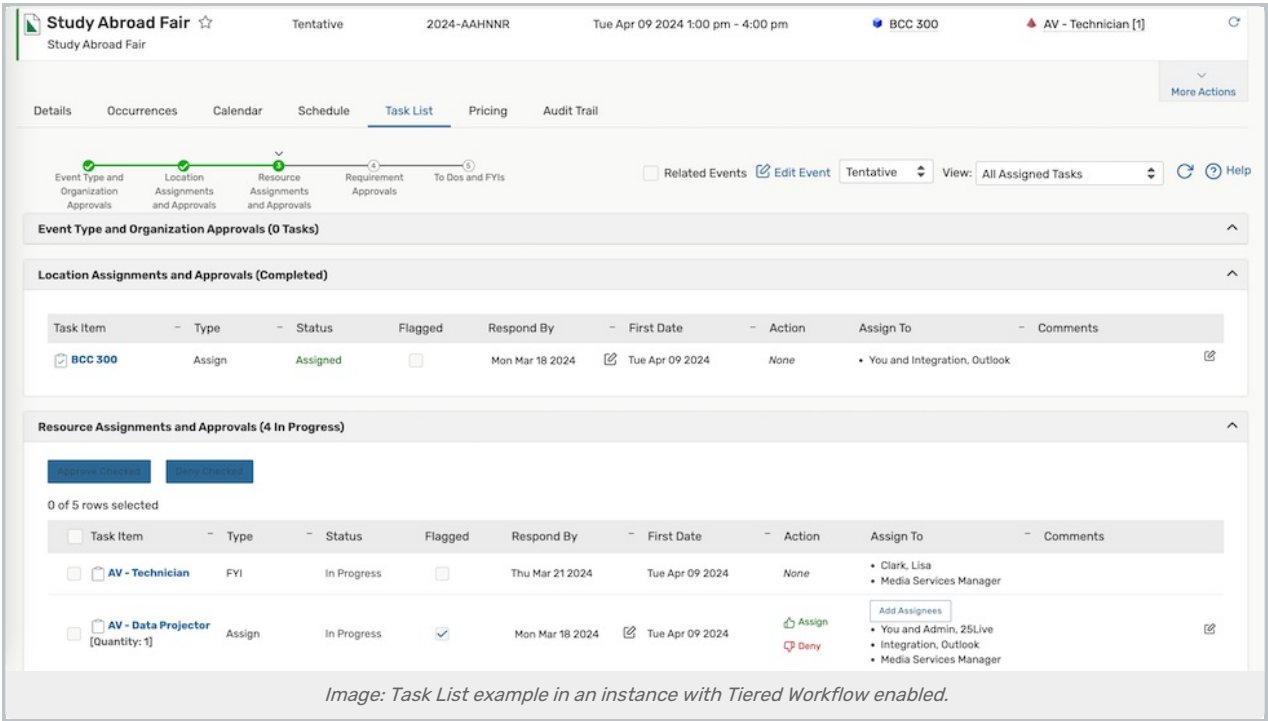 Study Abroad Fair Tentative 2024-AAHNNR Tue Apr 09 2024 1:00 pm - 4:00 pm BCC 300 AV - Technician [1]
Study Abroad Fair
More Actions
Details Occurrences Calendar Schedule Task List Pricing Audit Trail
3 4 5
Event Type and Organization Approvals
Location Assignments and Approvals
Resource Assignments and Approvals
Requirement Approvals
To Dos and FYIs
Related Events Edit Event Tentative View: All Assigned Tasks Help
Event Type and Organization Approvals (0 Tasks)
Location Assignments and Approvals (Completed)
Task Item – Type – Status Flagged Respond By – First Date – Action Assign To – Comments
BCC 300 Assign Assigned Mon Mar 18 2024 Tue Apr 09 2024 None • You and Integration, Outlook
Resource Assignments and Approvals (4 In Progress)
Approve Checked Deny Checked
0 of 5 rows selected
Task Item – Type – Status Flagged Respond By – First Date – Action Assign To – Comments
AV - Technician FYI In Progress Thu Mar 21 2024 Tue Apr 09 2024 None • Clark, Lisa
• Media Services Manager
Add Assignees
AV - Data Projector Assign In Progress Mon Mar 18 2024 Tue Apr 09 2024 Assign • You and Admin, 25Live
[Quantity: 1] Deny • Integration, Outlook
• Media Services Manager
Image: Task List example in an instance with Tiered Workflow enabled.